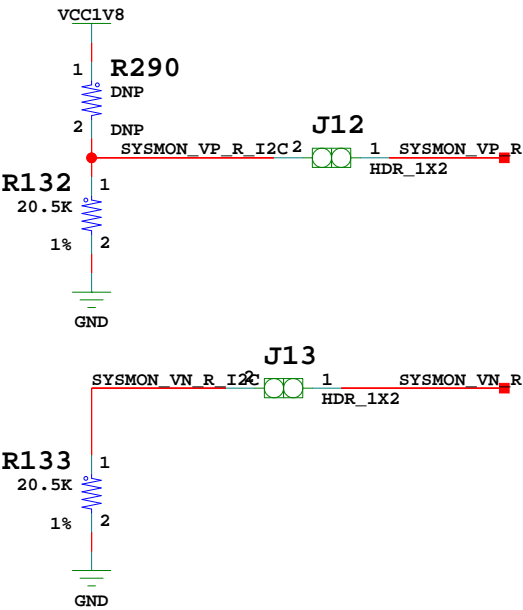 VCC1V8
1 R290
DNP
2 DNP
J12
SYSMON_VP_R_I2C 2 1 SYSMON_VP_R
HDR_1X2
R132 1
20.5K
1% 2
GND
J13
SYSMON_VN_R_I2C 2 1 SYSMON_VN_R
HDR_1X2
R133 1
20.5K
1% 2
GND